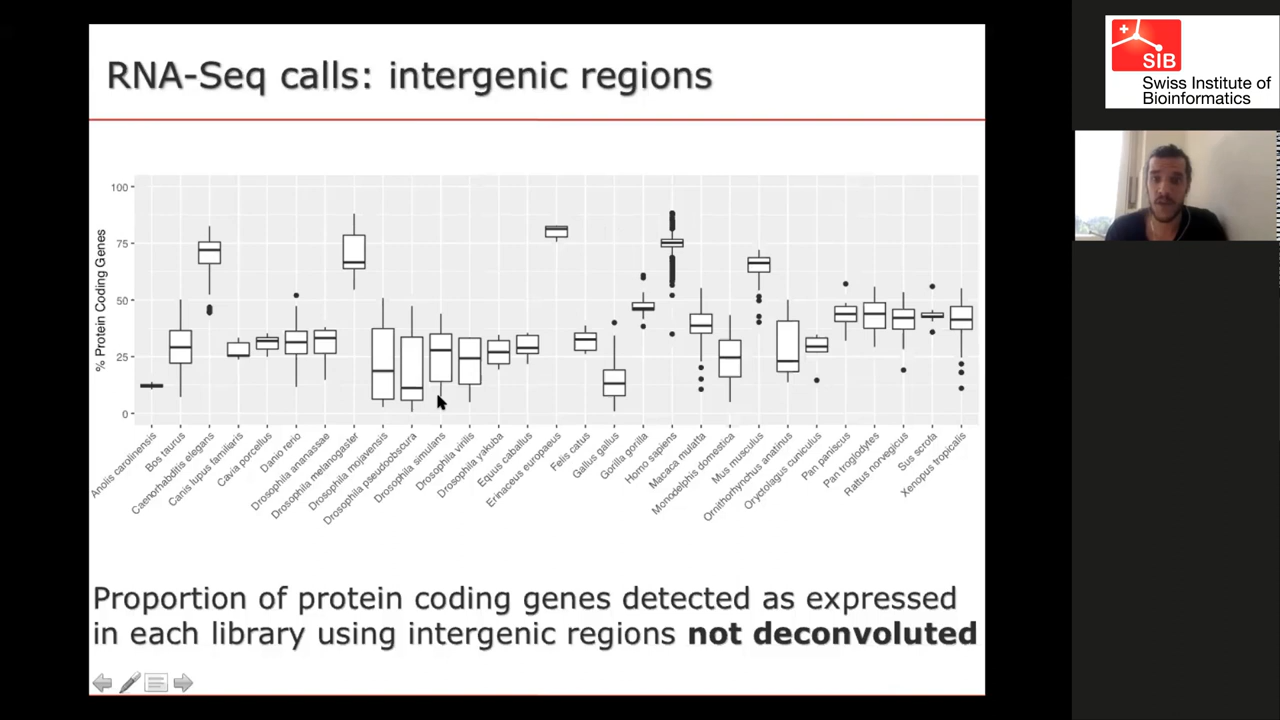 RNA-Seq calls: intergenic regions
SIB
Swiss Institute of
Bioinformatics
% Protein Coding Genes
100
75
50
25
0
Anolis carolinensis
Bos taurus
Caenorhabditis elegans
Canis lupus familiaris
Cavia porcellus
Danio rerio
Drosophila ananassae
Drosophila melanogaster
Drosophila mojavensis
Drosophila pseudoobscura
Drosophila simulans
Drosophila virilis
Drosophila yakuba
Equus caballus
Erinaceus europaeus
Felis catus
Gallus gallus
Gorilla gorilla
Homo sapiens
Macaca mulatta
Monodelphis domestica
Mus musculus
Ornithorhynchus anatinus
Oryctolagus cuniculus
Pan paniscus
Pan troglodytes
Rattus norvegicus
Sus scrofa
Xenopus tropicalis
Proportion of protein coding genes detected as expressed
in each library using intergenic regions not deconvoluted